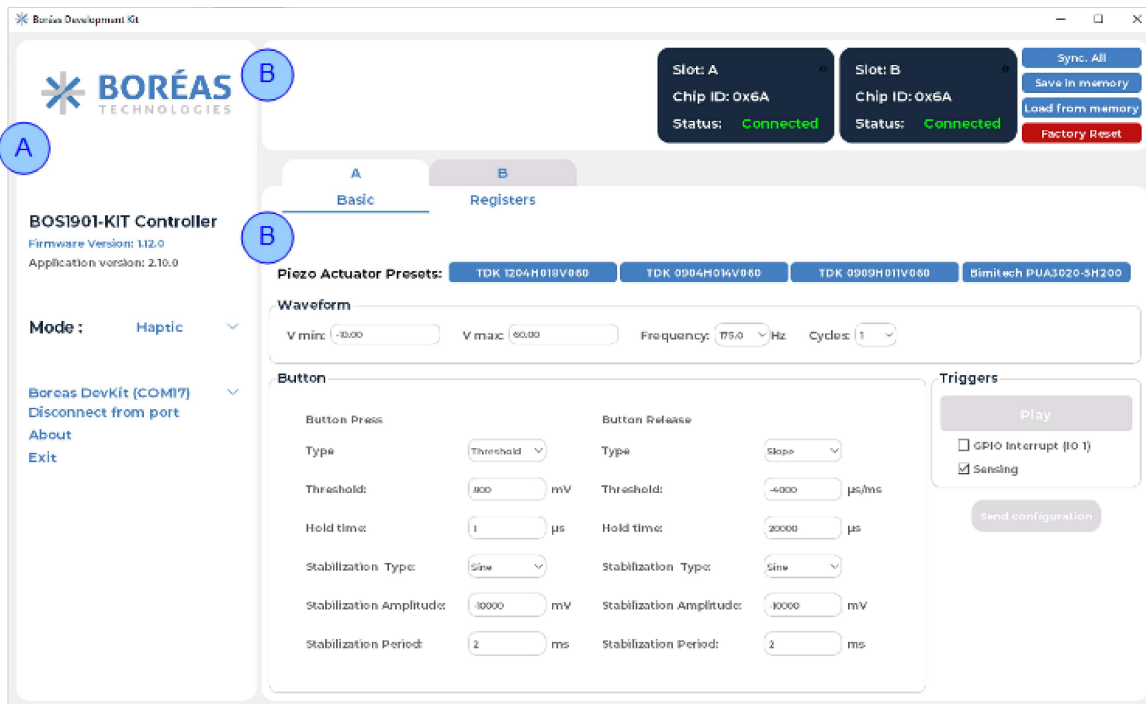 Boréas Development Kit
BORÉAS
TECHNOLOGIES
A
BOS1901-KIT Controller
Firmware Version: 1.12.0
Application version: 2.10.0
Mode : Haptic
Boreas DevKit (COM17)
Disconnect from port
About
Exit
B
Slot: A
Chip ID: 0x6A
Status: Connected
Slot: B
Chip ID: 0x6A
Status: Connected
Sync. All
Save in memory
Load from memory
Factory Reset
A B
Basic Registers
B
Piezo Actuator Presets: TDK 1204H018V060 TDK 0904H014V060 TDK 0909H011V060 Bimitech PUA3020-5H200
Waveform
V min: -10.00 V max: 60.00 Frequency: 175.0 Hz Cycles: 1
Button
Button Press Button Release
Type Threshold Type Slope
Threshold: 800 mV Threshold: -4000 µs/ms
Hold time: 1 µs Hold time: 20000 µs
Stabilization Type: Sine Stabilization Type: Sine
Stabilization Amplitude: -10000 mV Stabilization Amplitude: -10000 mV
Stabilization Period: 2 ms Stabilization Period: 2 ms
Triggers
Play
GPIO Interrupt (IO 1)
Sensing
Send configuration